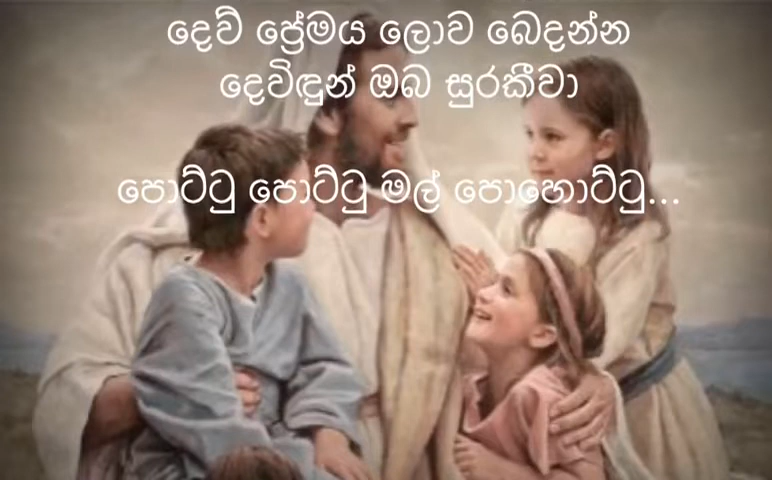 දෙව් ප්‍රේමය ලොව බෙදන්න
දෙවිඳුන් ඔබ සුරකීවා
පොට්ටු පොට්ටු මල් පොහොට්ටු...